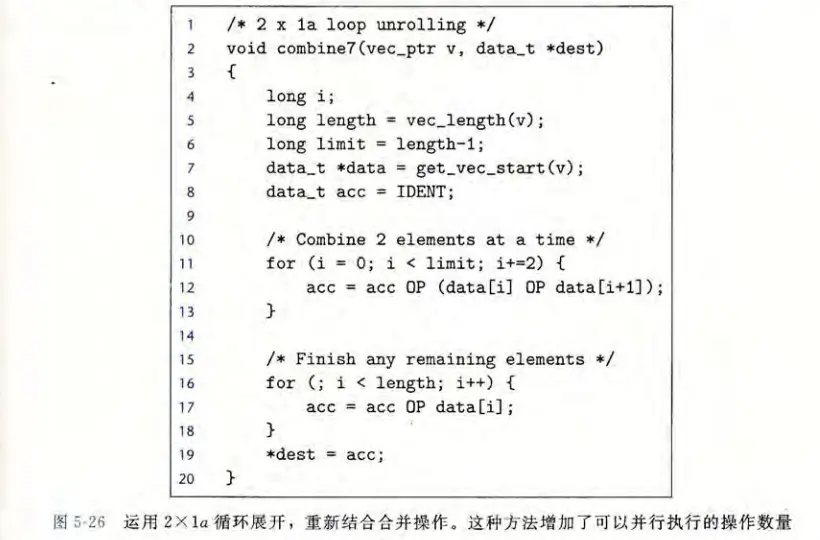 1 /* 2 x 1a loop unrolling */
2 void combine7(vec_ptr v, data_t *dest)
3 {
4     long i;
5     long length = vec_length(v);
6     long limit = length-1;
7     data_t *data = get_vec_start(v);
8     data_t acc = IDENT;
9
10     /* Combine 2 elements at a time */
11     for (i = 0; i < limit; i+=2) {
12         acc = acc OP (data[i] OP data[i+1]);
13     }
14
15     /* Finish any remaining elements */
16     for (; i < length; i++) {
17         acc = acc OP data[i];
18     }
19     *dest = acc;
20 }
图 5-26 运用 2×1a 循环展开，重新结合合并操作。这种方法增加了可以并行执行的操作数量